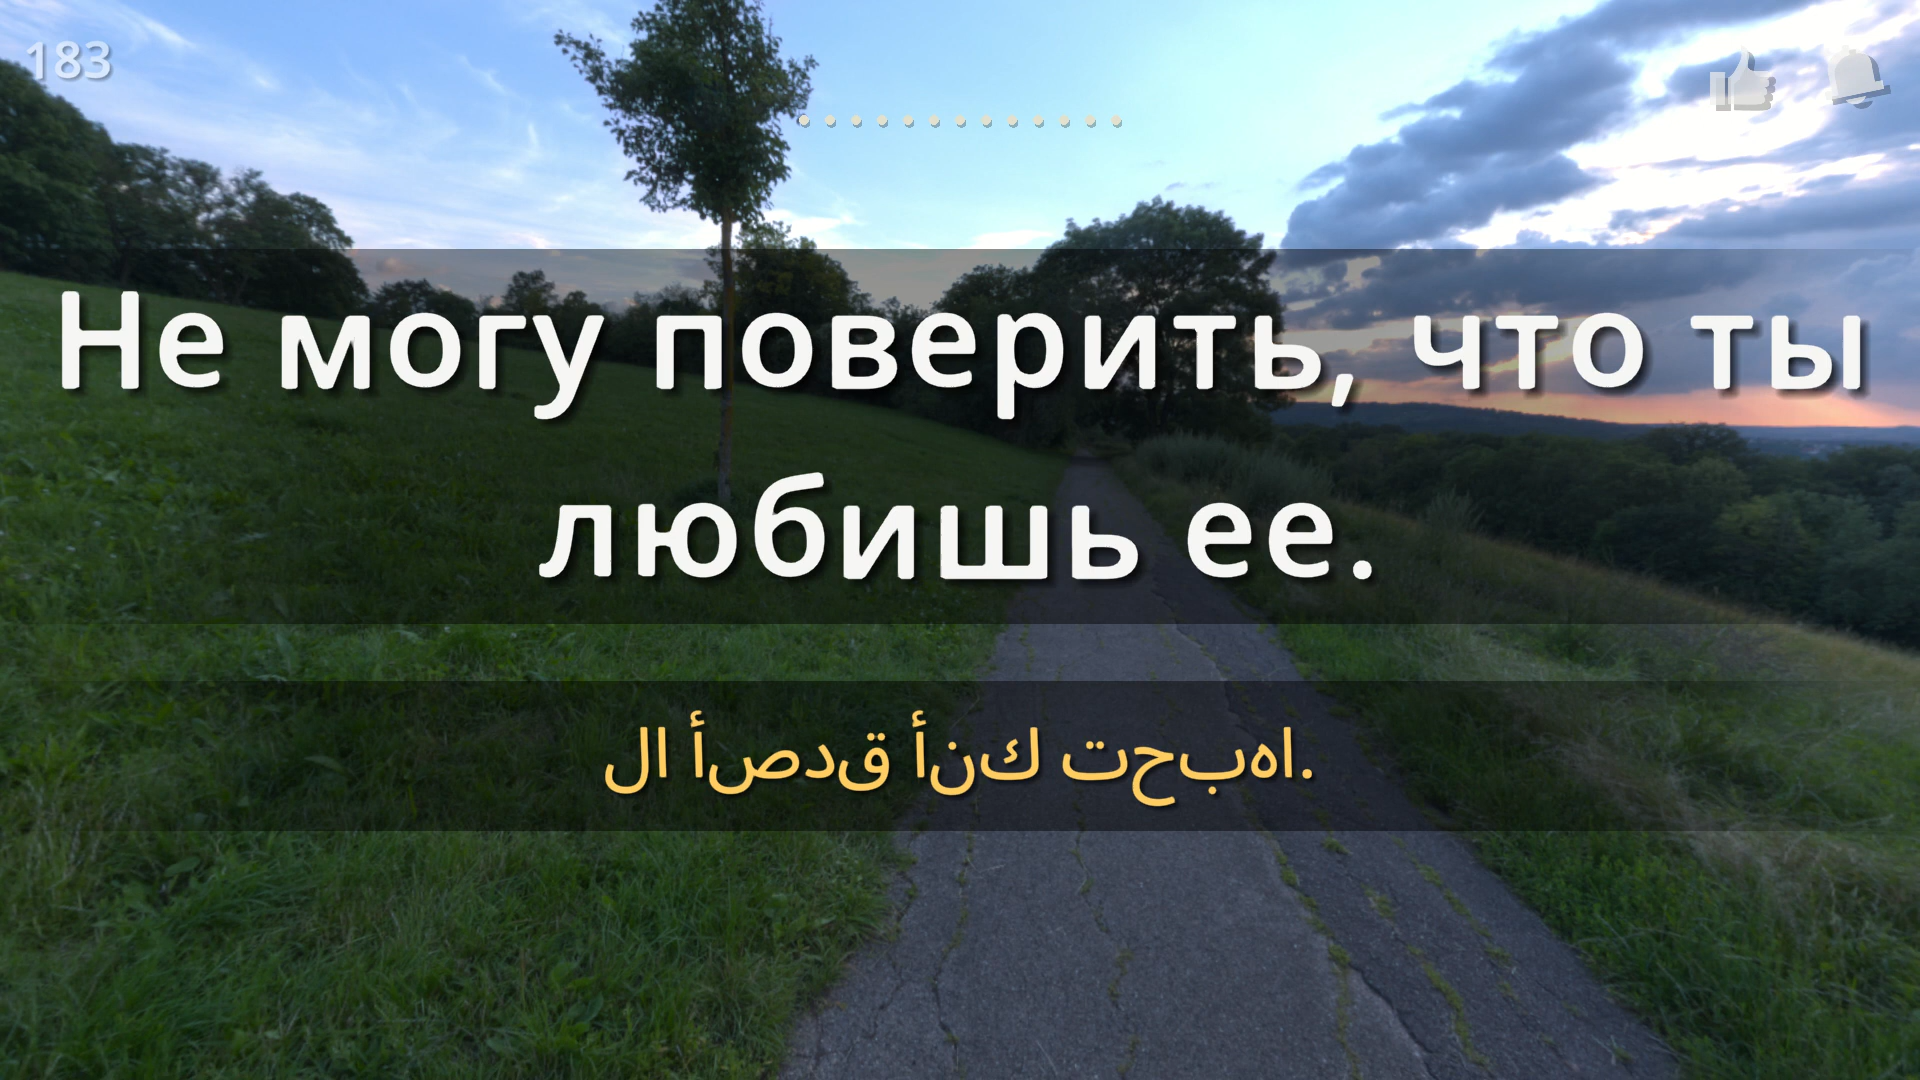 183
Не могу поверить, что ты
любишь ее.
لا أصدق أنك تحبها.